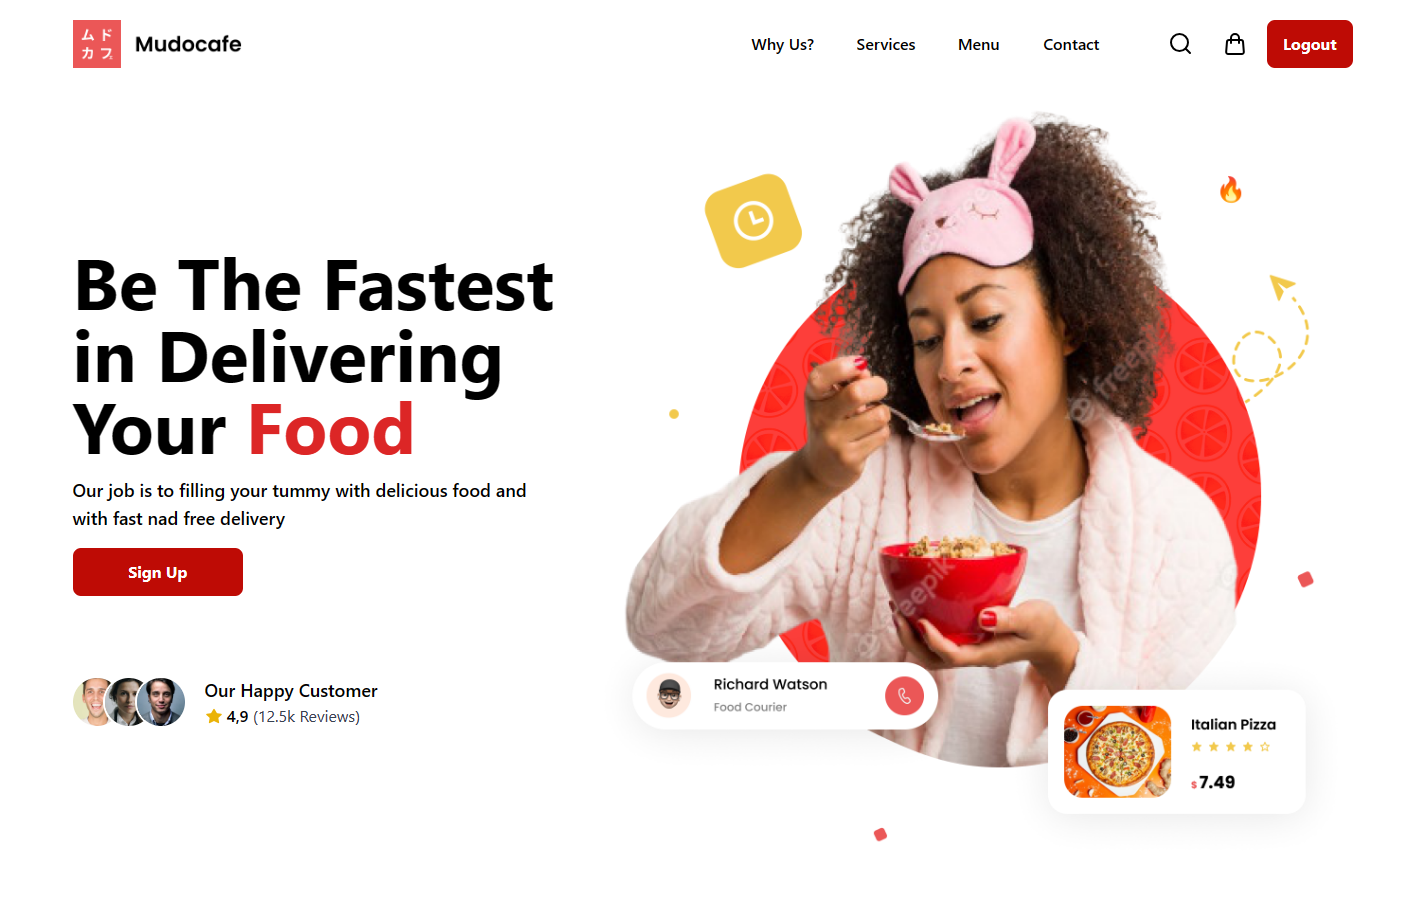 ムド
カフェ
Mudocafe
Why Us?
Services
Menu
Contact
Logout
Be The Fastest
in Delivering
Your Food
Our job is to filling your tummy with delicious food and
with fast nad free delivery
Sign Up
Our Happy Customer
4,9 (12.5k Reviews)
Richard Watson
Food Courier
Italian Pizza
$7.49
freepik
freepik